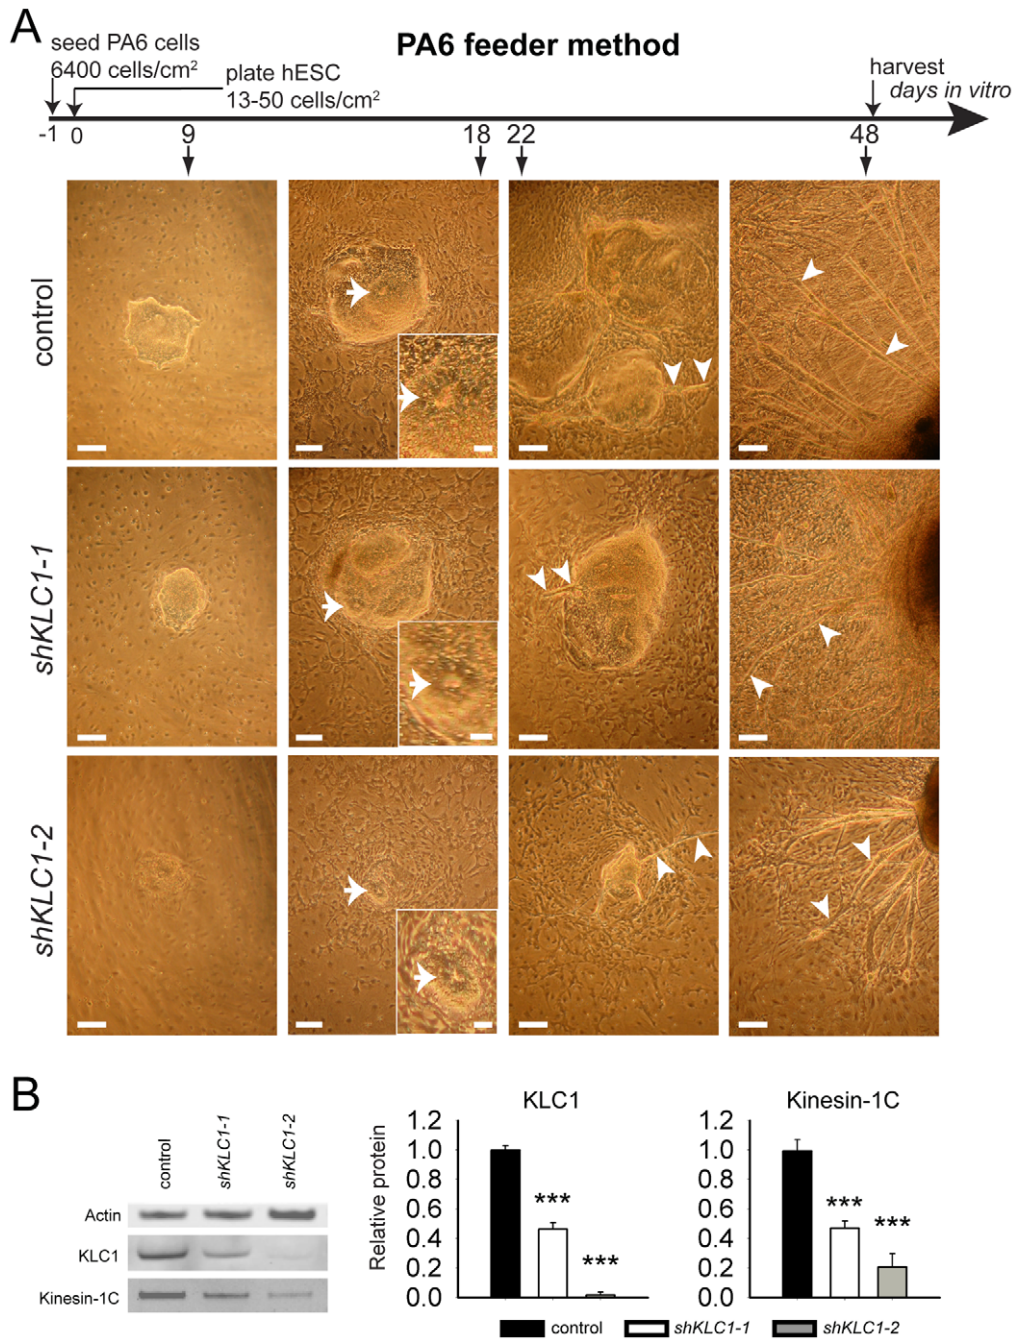 A
PA6 feeder method
seed PA6 cells
6400 cells/cm²
plate hESC
13-50 cells/cm²
harvest
days in vitro
-1 0 9 18 22 48
control
shKLC1-1
shKLC1-2
B
control shKLC1-1 shKLC1-2
Actin
KLC1
Kinesin-1C
KLC1
Relative protein
1.2
1.0
0.8
0.6
0.4
0.2
0.0
***
***
Kinesin-1C
1.2
1.0
0.8
0.6
0.4
0.2
0.0
***
***
control shKLC1-1 shKLC1-2